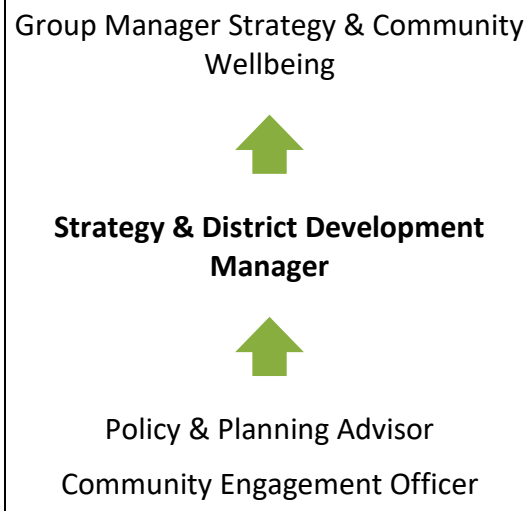 Group Manager Strategy & Community
Wellbeing
Strategy & District Development
Manager
Policy & Planning Advisor
Community Engagement Officer